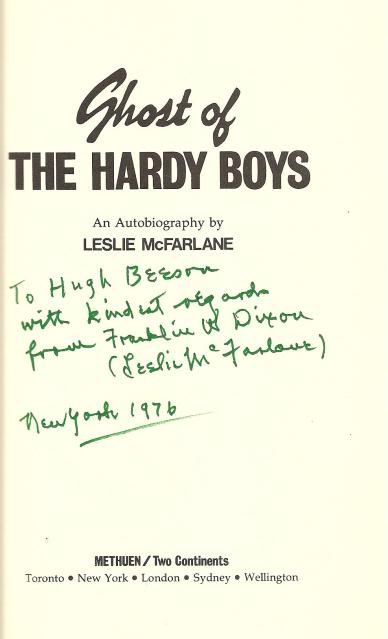 Ghost of
THE HARDY BOYS
An Autobiography by
LESLIE McFARLANE
To Hugh Beeson
with kindest regards
from Franklin W Dixon
(Leslie McFarlane)
New York 1976
METHUEN / Two Continents
Toronto • New York • London • Sydney • Wellington